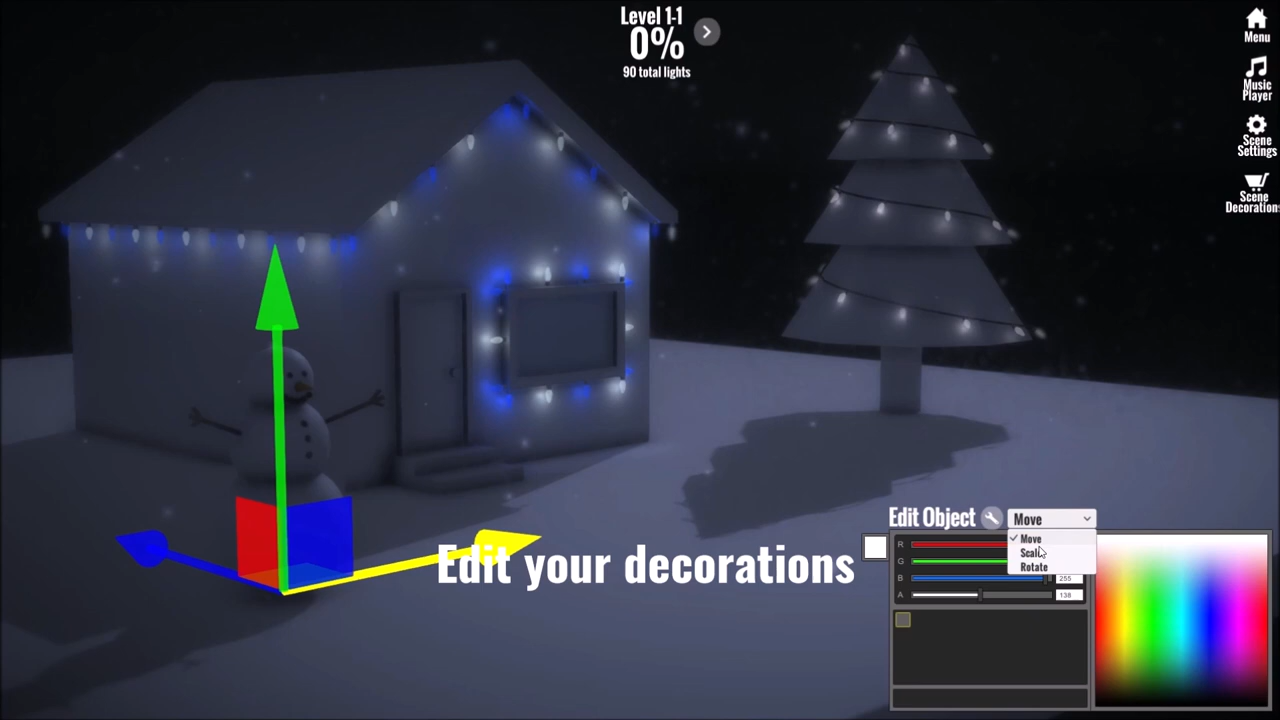 Level 1-1
0%
90 total lights
Menu
Music
Player
Scene
Settings
Scene
Decorations
Edit your decorations
Edit Object
Move
Move
Scale
Rotate
R
G
B
255
A
138